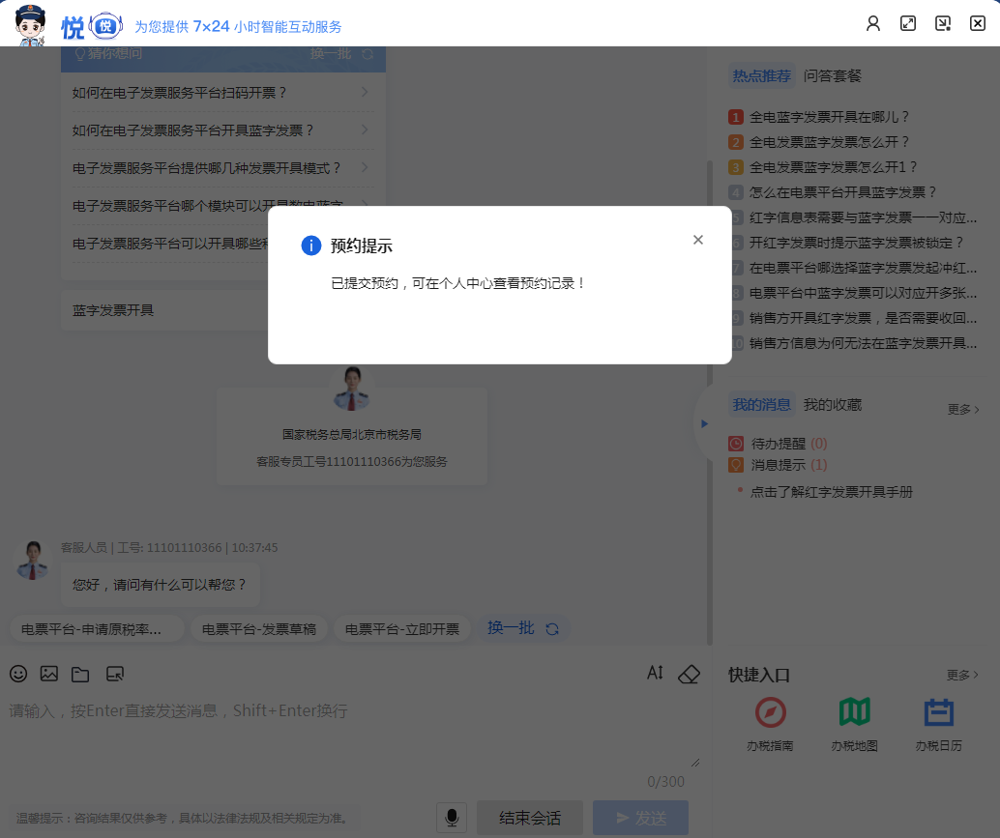 悦 悦 为您提供 7×24 小时智能互动服务
猜你想问 换一批
如何在电子发票服务平台扫码开票？
如何在电子发票服务平台开具蓝字发票？
电子发票服务平台提供哪几种发票开具模式？
电子发票服务平台哪个模块可以开具数电蓝字
电子发票服务平台可以开具哪些种
蓝字发票开具
预约提示
已提交预约，可在个人中心查看预约记录！
国家税务总局北京市税务局
客服专员工号11101110366为您服务
客服人员 | 工号: 11101110366 | 10:37:45
您好，请问有什么可以帮您？
电票平台-申请原税率... 电票平台-发票草稿 电票平台-立即开票 换一批
请输入，按Enter直接发送消息，Shift+Enter换行
0/300
温馨提示：咨询结果仅供参考，具体以法律法规及相关规定为准。
结束会话 发送
热点推荐 问答套餐
1 全电蓝字发票开具在哪儿？
2 全电发票蓝字发票怎么开？
3 全电发票蓝字发票怎么开1？
4 怎么在电票平台开具蓝字发票？
5 红字信息表需要与蓝字发票一一对应...
6 开红字发票时提示蓝字发票被锁定？
7 在电票平台哪选择蓝字发票发起冲红...
8 电票平台中蓝字发票可以对应开多张...
9 销售方开具红字发票，是否需要收回...
10 销售方信息为何无法在蓝字发票开具...
我的消息 我的收藏 更多
待办提醒 (0)
消息提示 (1)
点击了解红字发票开具手册
快捷入口 更多
办税指南 办税地图 办税日历